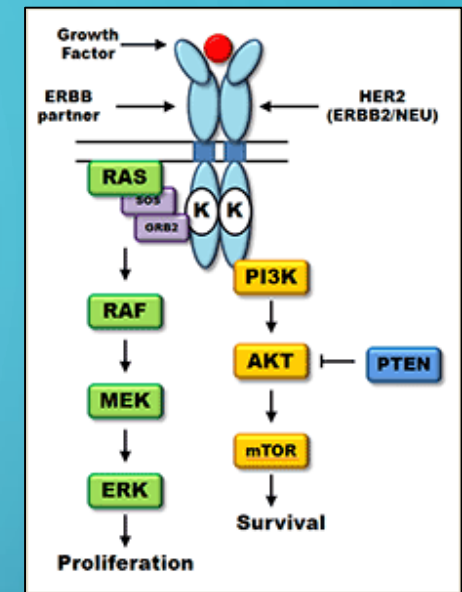 Growth
Factor
ERBB
partner
HER2
(ERBB2/NEU)
RAS
SOS
GRB2
K K
PI3K
RAF
AKT
PTEN
MEK
mTOR
ERK
Survival
Proliferation